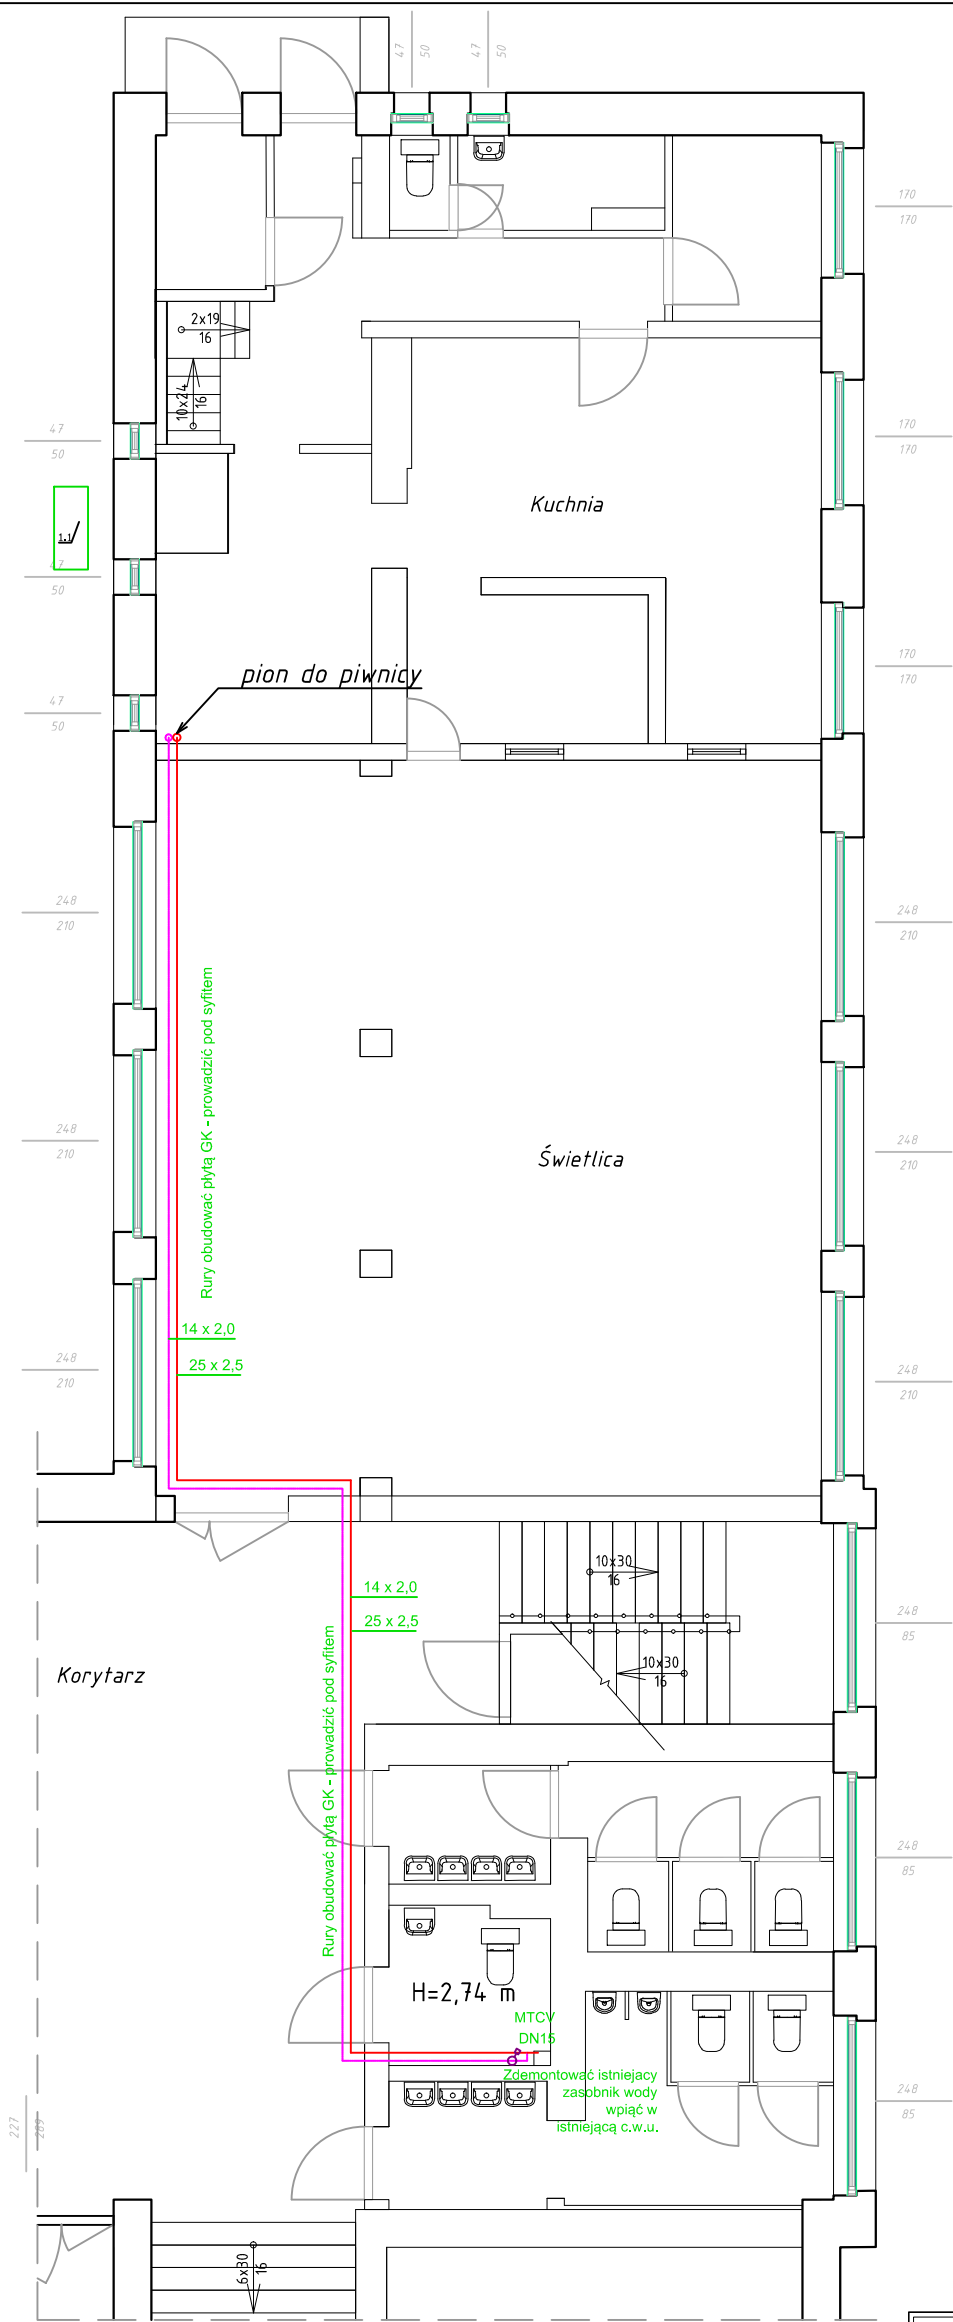 47
50
47
50
170
170
2x19
16
10x24
16
47
50
170
170
Kuchnia
1.1
47
50
170
170
pion do piwnicy
47
50
248
210
248
210
Rury obudować płytą GK - prowadzić pod syfitem
248
210
248
210
Świetlica
14 x 2,0
25 x 2,5
248
210
248
210
10x30
16
14 x 2,0
25 x 2,5
248
85
Korytarz
10x30
16
Rury obudować płytą GK - prowadzić pod syfitem
248
85
H=2,74 m
MTCV
DN15
Zdemontować istniejacy
zasobnik wody
wpiąć w
istniejącą c.w.u.
248
85
227
289
6x30
16